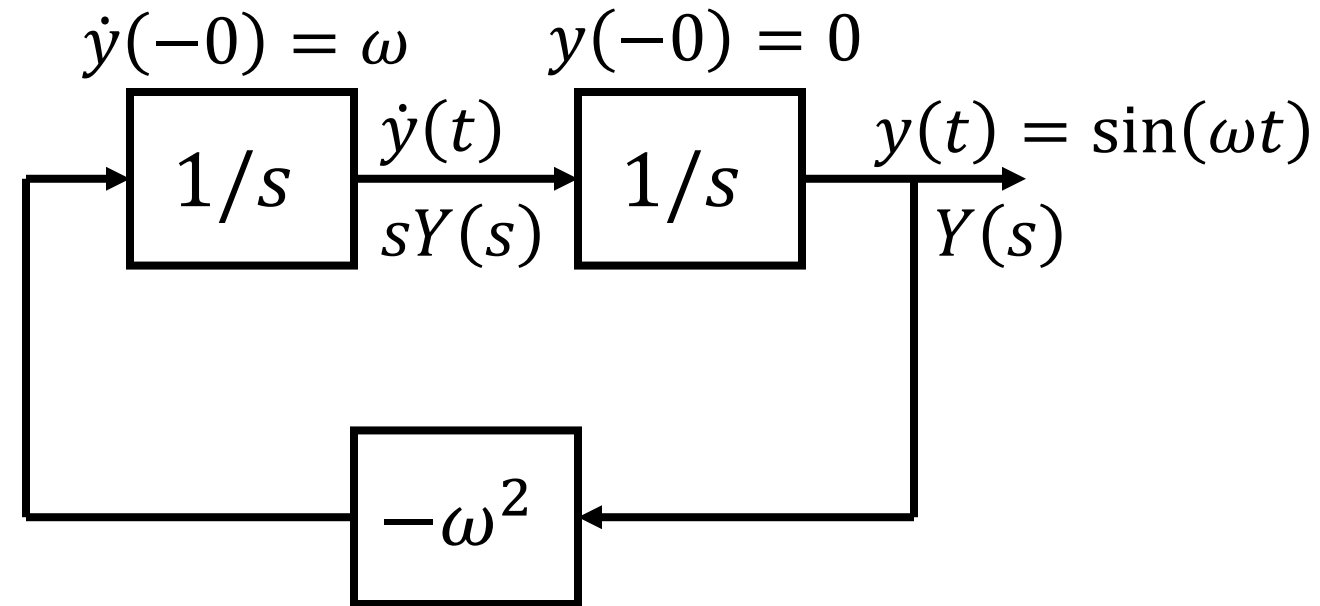 ẏ(−0) = ω
y(−0) = 0
1/s
ẏ(t)
sY(s)
1/s
y(t) = sin(ωt)
Y(s)
−ω²